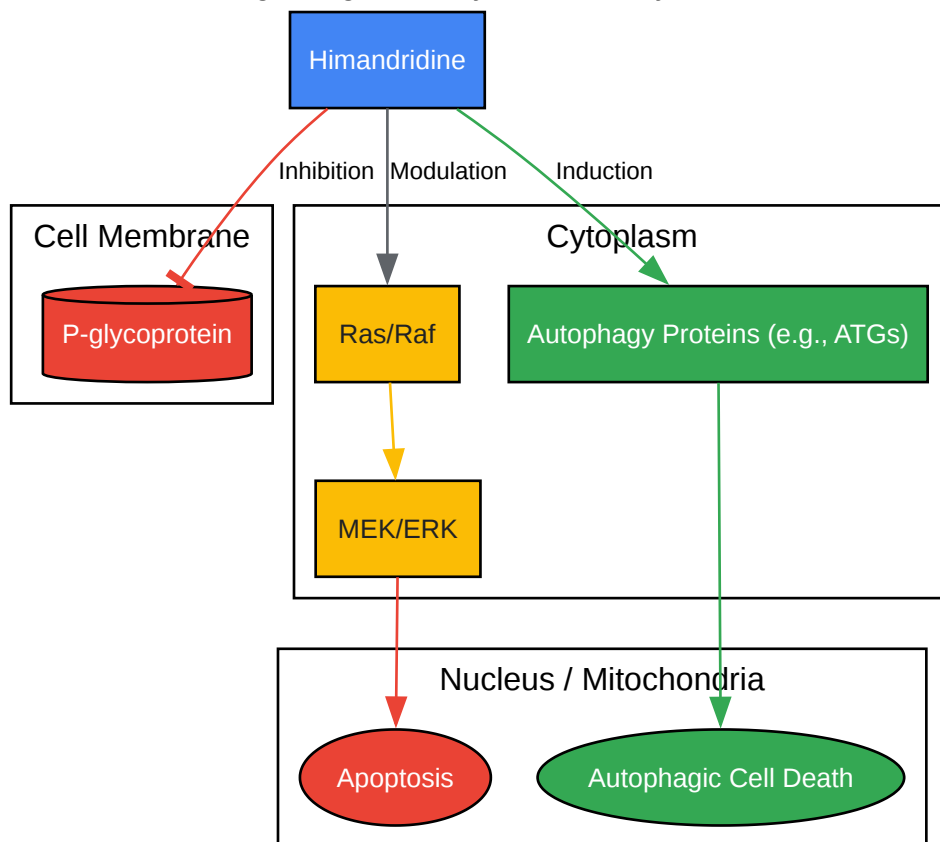 Himandridine
Inhibition
Modulation
Induction
Cell Membrane
Cytoplasm
P-glycoprotein
Ras/Raf
Autophagy Proteins (e.g., ATGs)
MEK/ERK
Nucleus / Mitochondria
Apoptosis
Autophagic Cell Death